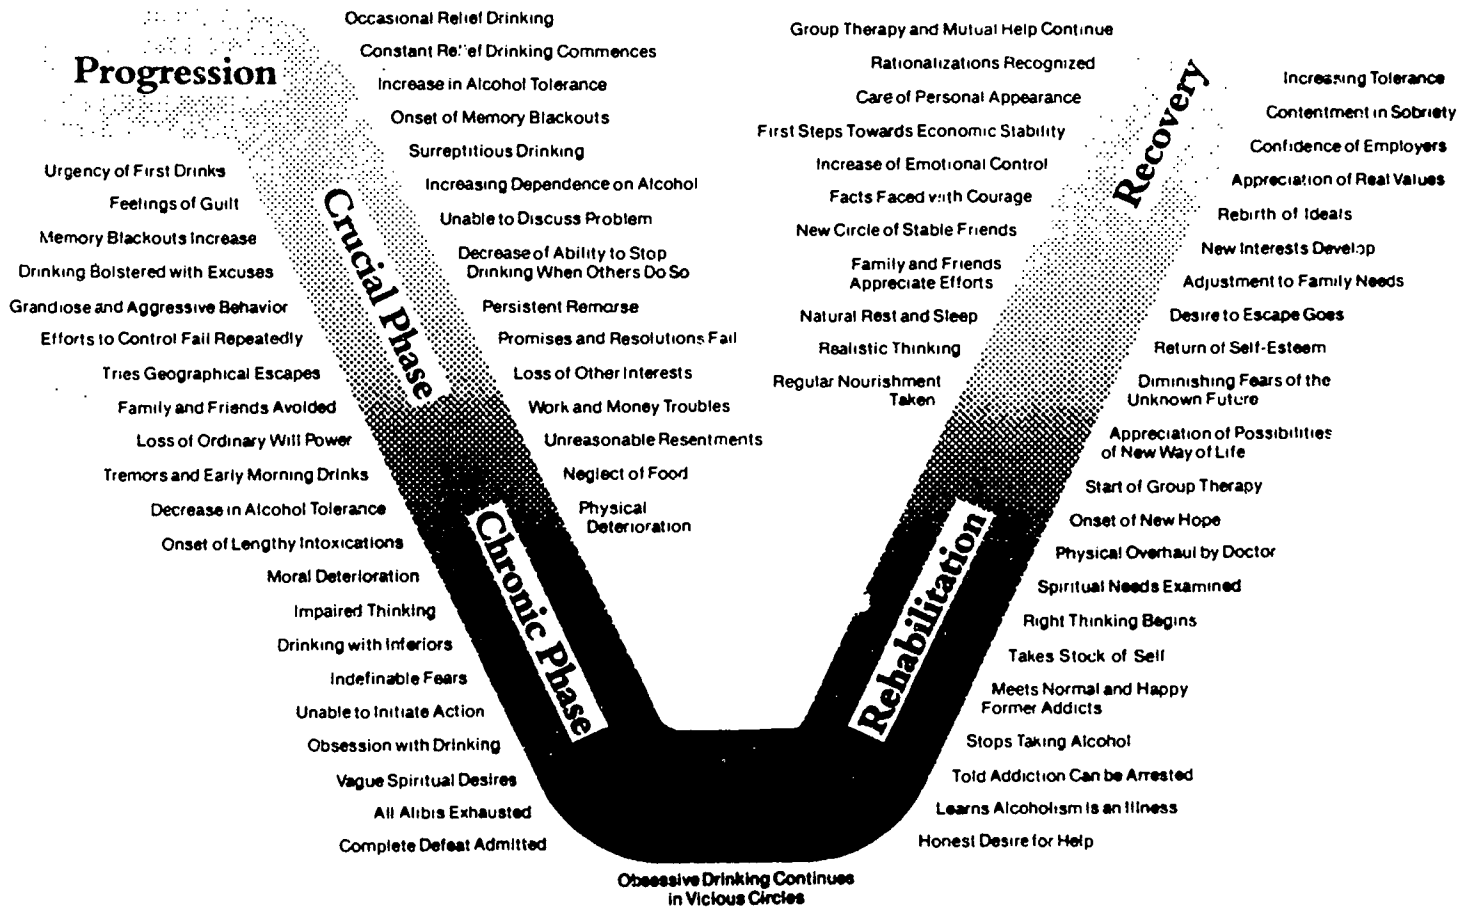 Progression
Occasional Relief Drinking
Constant Relief Drinking Commences
Increase in Alcohol Tolerance
Onset of Memory Blackouts
Surreptitious Drinking
Increasing Dependence on Alcohol
Unable to Discuss Problem
Decrease of Ability to Stop
Drinking When Others Do So
Persistent Remorse
Promises and Resolutions Fail
Loss of Other Interests
Work and Money Troubles
Unreasonable Resentments
Neglect of Food
Physical
Deterioration
Urgency of First Drinks
Feelings of Guilt
Memory Blackouts Increase
Drinking Bolstered with Excuses
Grandiose and Aggressive Behavior
Efforts to Control Fail Repeatedly
Tries Geographical Escapes
Family and Friends Avoided
Loss of Ordinary Will Power
Tremors and Early Morning Drinks
Decrease in Alcohol Tolerance
Onset of Lengthy Intoxications
Moral Deterioration
Impaired Thinking
Drinking with Inferiors
Indefinable Fears
Unable to Initiate Action
Obsession with Drinking
Vague Spiritual Desires
All Alibis Exhausted
Complete Defeat Admitted
Crucial Phase
Chronic Phase
Obsessive Drinking Continues
in Vicious Circles
Rehabilitation
Recovery
Group Therapy and Mutual Help Continue
Rationalizations Recognized
Care of Personal Appearance
First Steps Towards Economic Stability
Increase of Emotional Control
Facts Faced with Courage
New Circle of Stable Friends
Family and Friends
Appreciate Efforts
Natural Rest and Sleep
Realistic Thinking
Regular Nourishment
Taken
Increasing Tolerance
Contentment in Sobriety
Confidence of Employers
Appreciation of Real Values
Rebirth of Ideals
New Interests Develop
Adjustment to Family Needs
Desire to Escape Goes
Return of Self-Esteem
Diminishing Fears of the
Unknown Future
Appreciation of Possibilities
of New Way of Life
Start of Group Therapy
Onset of New Hope
Physical Overhaul by Doctor
Spiritual Needs Examined
Right Thinking Begins
Takes Stock of Self
Meets Normal and Happy
Former Addicts
Stops Taking Alcohol
Told Addiction Can be Arrested
Learns Alcoholism Is an Illness
Honest Desire for Help